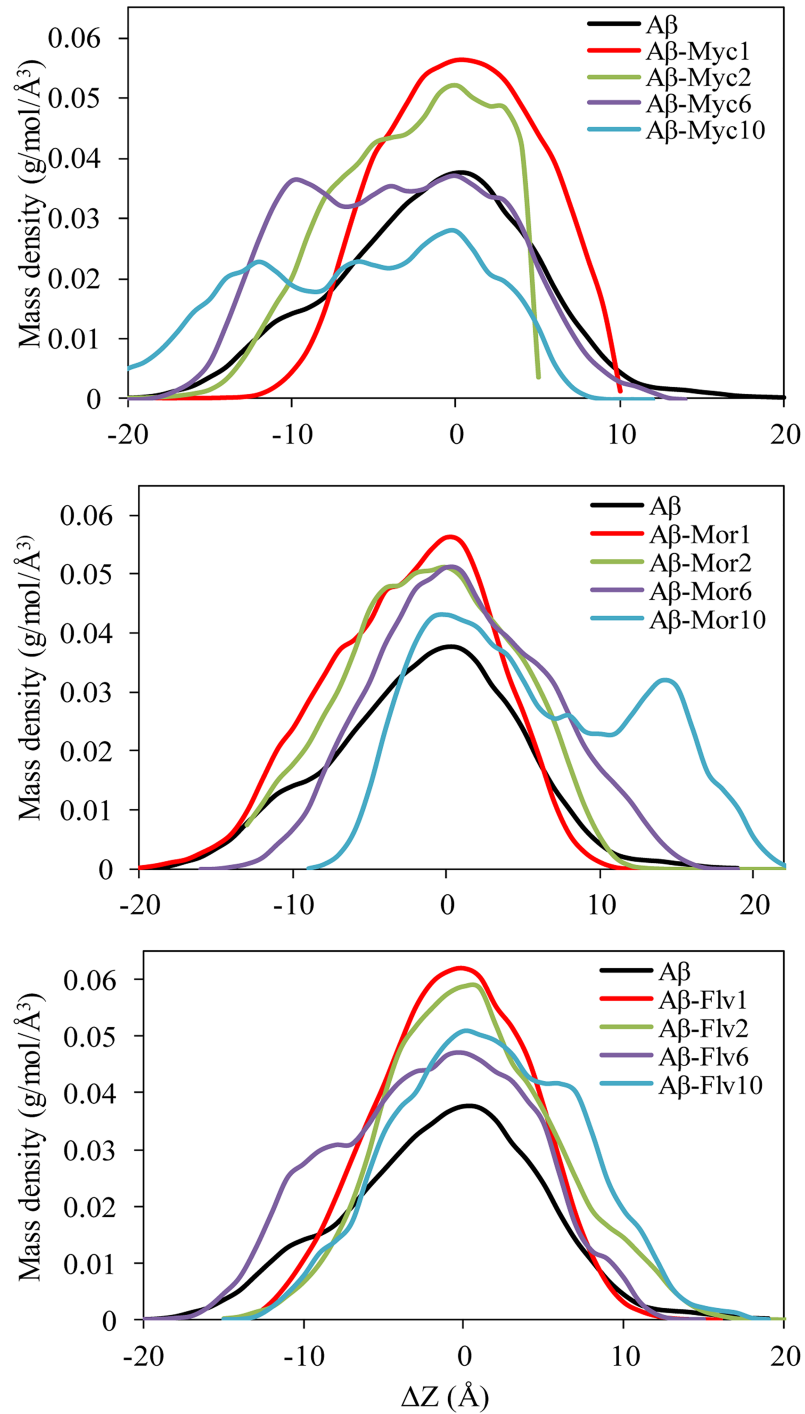 Mass density (g/mol/Å³)
0.06
0.05
0.04
0.03
0.02
0.01
0
-20 -10 0 10 20
Aβ
Aβ-Myc1
Aβ-Myc2
Aβ-Myc6
Aβ-Myc10
Mass density (g/mol/Å³)
0.06
0.05
0.04
0.03
0.02
0.01
0
-20 -10 0 10 20
Aβ
Aβ-Mor1
Aβ-Mor2
Aβ-Mor6
Aβ-Mor10
Mass density (g/mol/Å³)
0.06
0.05
0.04
0.03
0.02
0.01
0
-20 -10 0 10 20
Aβ
Aβ-Flv1
Aβ-Flv2
Aβ-Flv6
Aβ-Flv10
ΔZ (Å)